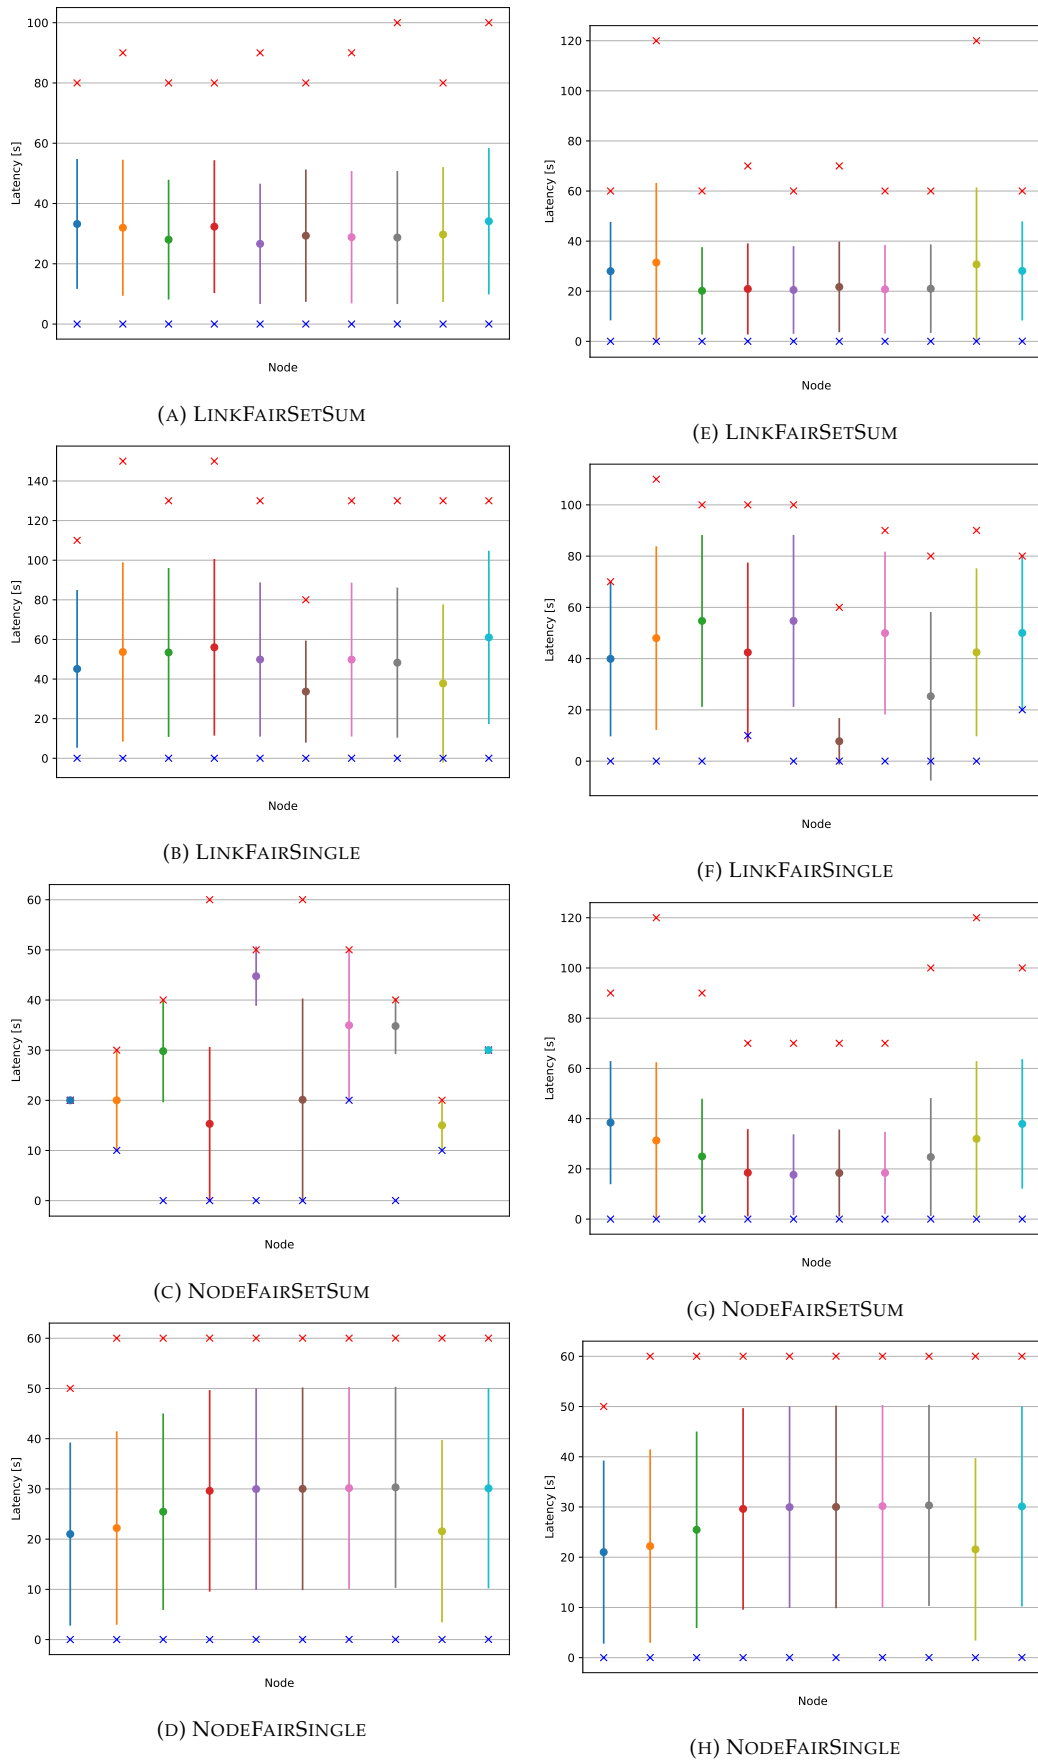 100
80
60
40
20
0
Latency [s]
Node
(A) LINKFAIRSETSUM
140
120
100
80
60
40
20
0
Latency [s]
Node
(B) LINKFAIRSINGLE
60
50
40
30
20
10
0
Latency [s]
Node
(C) NODEFAIRSETSUM
60
50
40
30
20
10
0
Latency [s]
Node
(D) NODEFAIRSINGLE
120
100
80
60
40
20
0
Latency [s]
Node
(E) LINKFAIRSETSUM
100
80
60
40
20
0
Latency [s]
Node
(F) LINKFAIRSINGLE
120
100
80
60
40
20
0
Latency [s]
Node
(G) NODEFAIRSETSUM
60
50
40
30
20
10
0
Latency [s]
Node
(H) NODEFAIRSINGLE